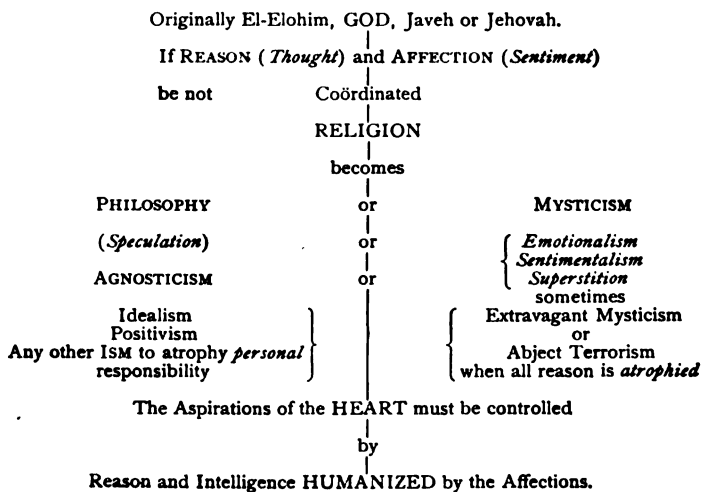 Originally El-Elohim, GOD, Javeh or Jehovah.
If REASON (Thought) and AFFECTION (Sentiment)
be not Coördinated
RELIGION
becomes
PHILOSOPHY or MYSTICISM
(Speculation) or Emotionalism
Sentimentalism
AGNOSTICISM or Superstition
sometimes
Idealism Extravagant Mysticism
Positivism or
Any other ISM to atrophy personal Abject Terrorism
responsibility when all reason is atrophied
The Aspirations of the HEART must be controlled
by
Reason and Intelligence HUMANIZED by the Affections.